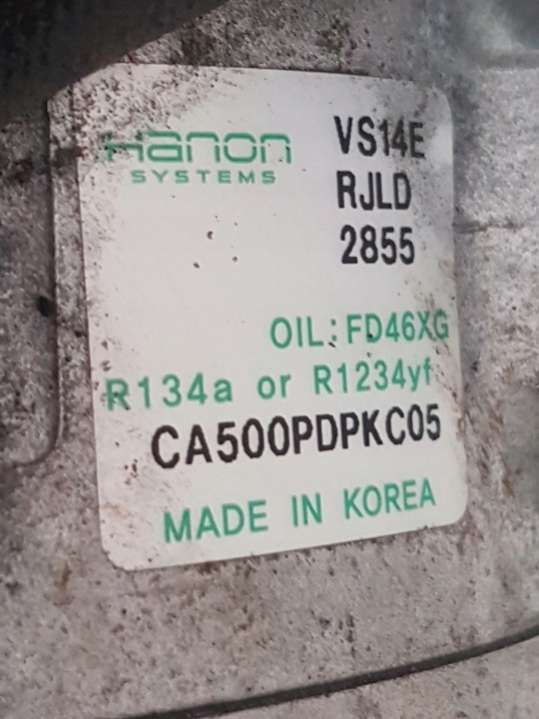 Hanon
SYSTEMS
VS14E
RJLD
2855
OIL:FD46XG
R134a or R1234yf
CA500PDPKC05
MADE IN KOREA